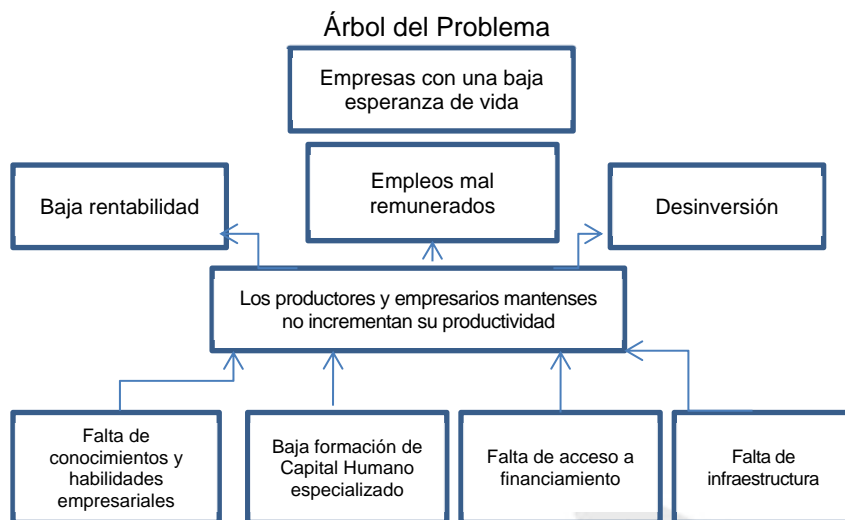 Árbol del Problema
Empresas con una baja
esperanza de vida
Baja rentabilidad
Empleos mal
remunerados
Desinversión
Los productores y empresarios mantenses
no incrementan su productividad
Falta de
conocimientos y
habilidades
empresariales
Baja formación de
Capital Humano
especializado
Falta de acceso a
financiamiento
Falta de
infraestructura